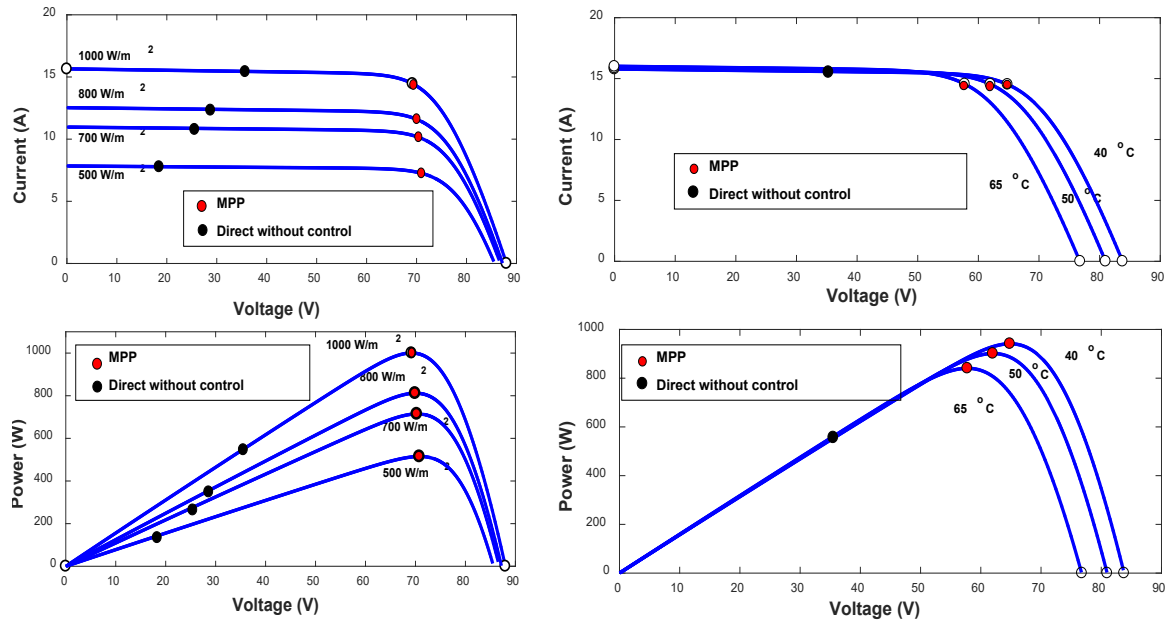 20
15
10
5
0
Current (A)
1000 W/m 2
800 W/m 2
700 W/m 2
500 W/m 2
MPP
Direct without control
0 10 20 30 40 50 60 70 80 90
Voltage (V)
20
15
10
5
0
Current (A)
MPP
Direct without control
40 o C
65 o C
50 o C
0 10 20 30 40 50 60 70 80 90
Voltage (V)
1000
800
600
400
200
0
Power (W)
MPP
Direct without control
1000 W/m 2
800 W/m 2
700 W/m 2
500 W/m 2
0 10 20 30 40 50 60 70 80 90
Voltage (V)
1000
800
600
400
200
0
Power (W)
MPP
Direct without control
40 o C
50 o C
65 o C
0 10 20 30 40 50 60 70 80 90
Voltage (V)